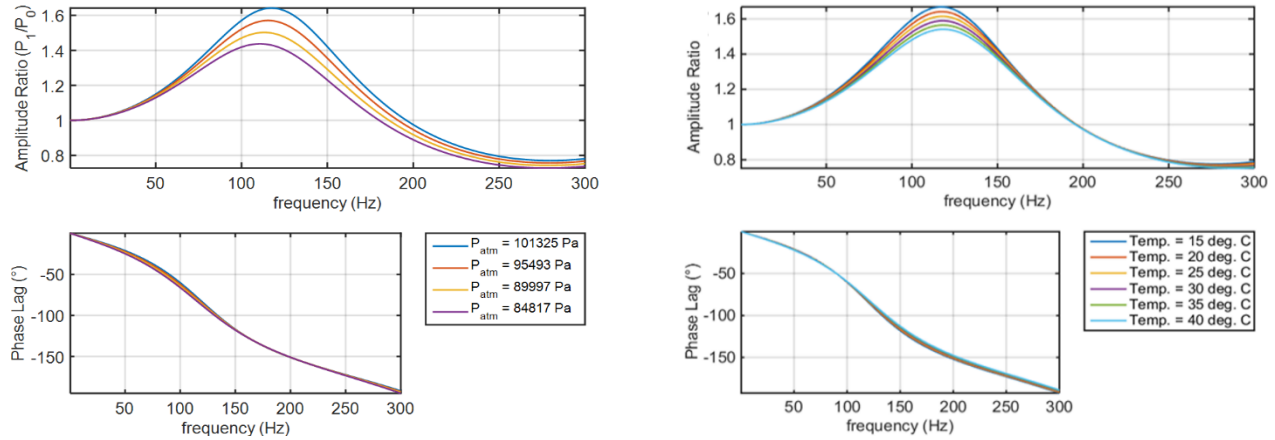 Amplitude Ratio (P1/P0)
1.6
1.4
1.2
1
0.8
50 100 150 200 250 300
frequency (Hz)
Phase Lag (°)
-50
-100
-150
50 100 150 200 250 300
frequency (Hz)
Patm = 101325 Pa
Patm = 95493 Pa
Patm = 89997 Pa
Patm = 84817 Pa
Amplitude Ratio
1.6
1.4
1.2
1
0.8
50 100 150 200 250 300
frequency (Hz)
Phase Lag (°)
-50
-100
-150
50 100 150 200 250 300
frequency (Hz)
Temp. = 15 deg. C
Temp. = 20 deg. C
Temp. = 25 deg. C
Temp. = 30 deg. C
Temp. = 35 deg. C
Temp. = 40 deg. C